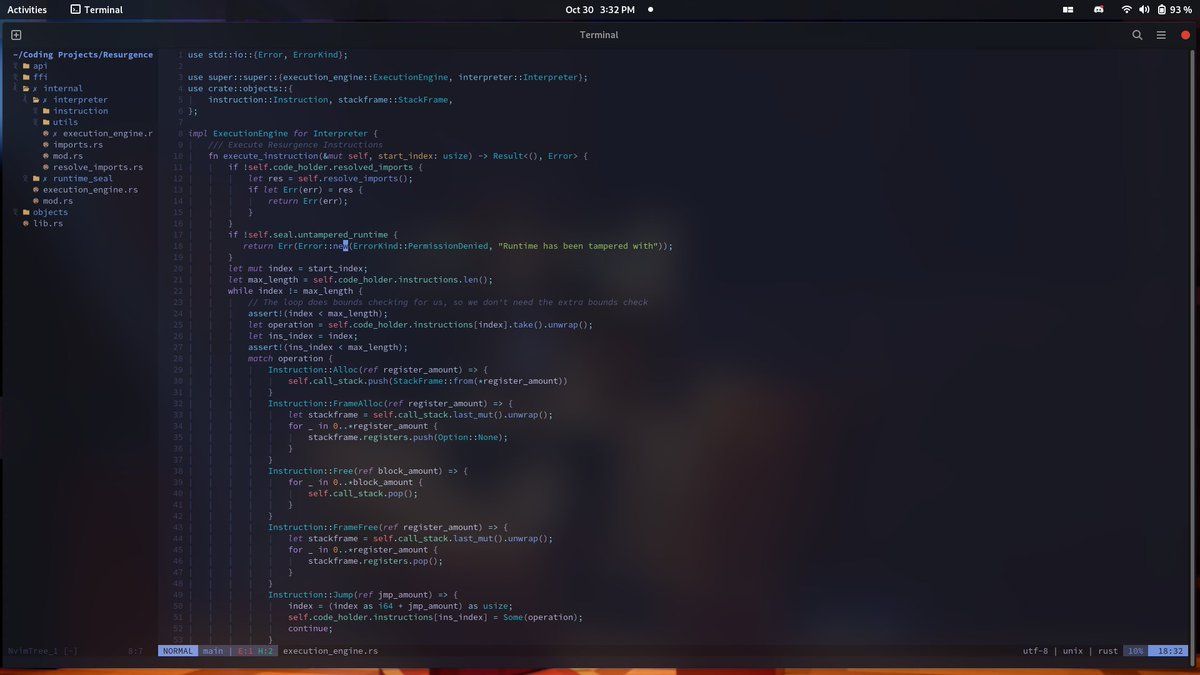 Activities
Terminal
Oct 30 3:32 PM
93 %
Terminal
~/Coding Projects/Resurgence
api
ffi
✗ internal
✗ interpreter
instruction
utils
✗ execution_engine.r
imports.rs
mod.rs
resolve_imports.rs
✗ runtime_seal
execution_engine.rs
mod.rs
objects
lib.rs
1 use std::io::{Error, ErrorKind};
2
3 use super::super::{execution_engine::ExecutionEngine, interpreter::Interpreter};
4 use crate::objects::{
5 instruction::Instruction, stackframe::StackFrame,
6 };
7
8 impl ExecutionEngine for Interpreter {
9 /// Execute Resurgence Instructions
10 fn execute_instruction(&mut self, start_index: usize) -> Result<(), Error> {
11 if !self.code_holder.resolved_imports {
12 let res = self.resolve_imports();
13 if let Err(err) = res {
14 return Err(err);
15 }
16 }
17 if !self.seal.untampered_runtime {
18 return Err(Error::new(ErrorKind::PermissionDenied, "Runtime has been tampered with"));
19 }
20 let mut index = start_index;
21 let max_length = self.code_holder.instructions.len();
22 while index != max_length {
23 // The loop does bounds checking for us, so we don't need the extra bounds check
24 assert!(index < max_length);
25 let operation = self.code_holder.instructions[index].take().unwrap();
26 let ins_index = index;
27 assert!(ins_index < max_length);
28 match operation {
29 Instruction::Alloc(ref register_amount) => {
30 self.call_stack.push(StackFrame::from(*register_amount))
31 }
32 Instruction::FrameAlloc(ref register_amount) => {
33 let stackframe = self.call_stack.last_mut().unwrap();
34 for _ in 0..*register_amount {
35 stackframe.registers.push(Option::None);
36 }
37 }
38 Instruction::Free(ref block_amount) => {
39 for _ in 0..*block_amount {
40 self.call_stack.pop();
41 }
42 }
43 Instruction::FrameFree(ref register_amount) => {
44 let stackframe = self.call_stack.last_mut().unwrap();
45 for _ in 0..*register_amount {
46 stackframe.registers.pop();
47 }
48 }
49 Instruction::Jump(ref jmp_amount) => {
50 index = (index as i64 + jmp_amount) as usize;
51 self.code_holder.instructions[ins_index] = Some(operation);
52 continue;
53 }
NvimTree_1 [-] 8:7
NORMAL main | E:1 H:2 execution_engine.rs utf-8 | unix | rust 10% 18:32